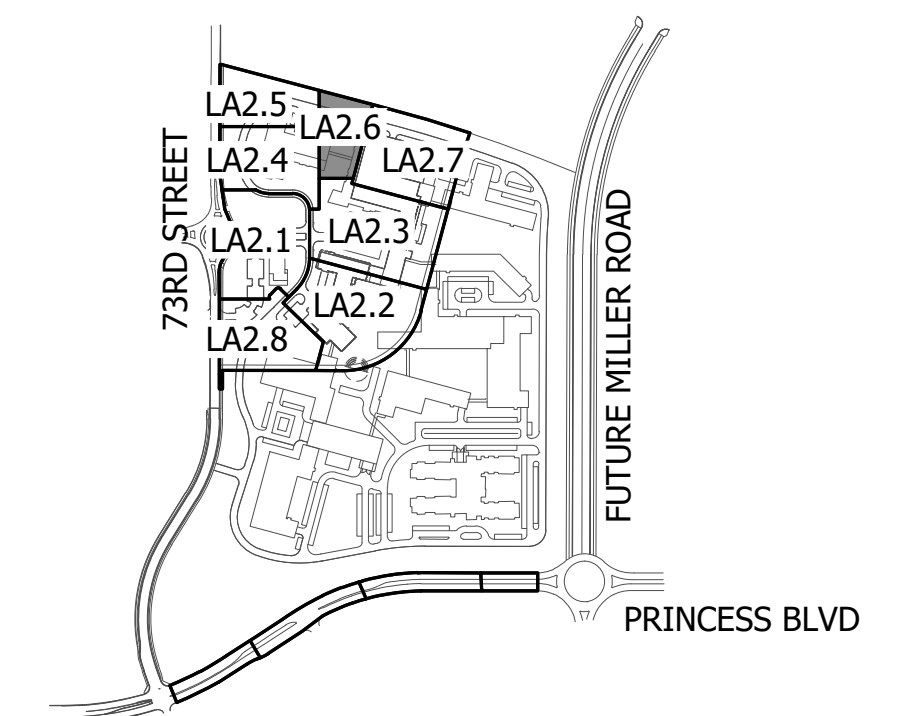 LA2.5
LA2.6
LA2.4
LA2.7
LA2.1
LA2.3
LA2.2
LA2.8
73RD STREET
FUTURE MILLER ROAD
PRINCESS BLVD